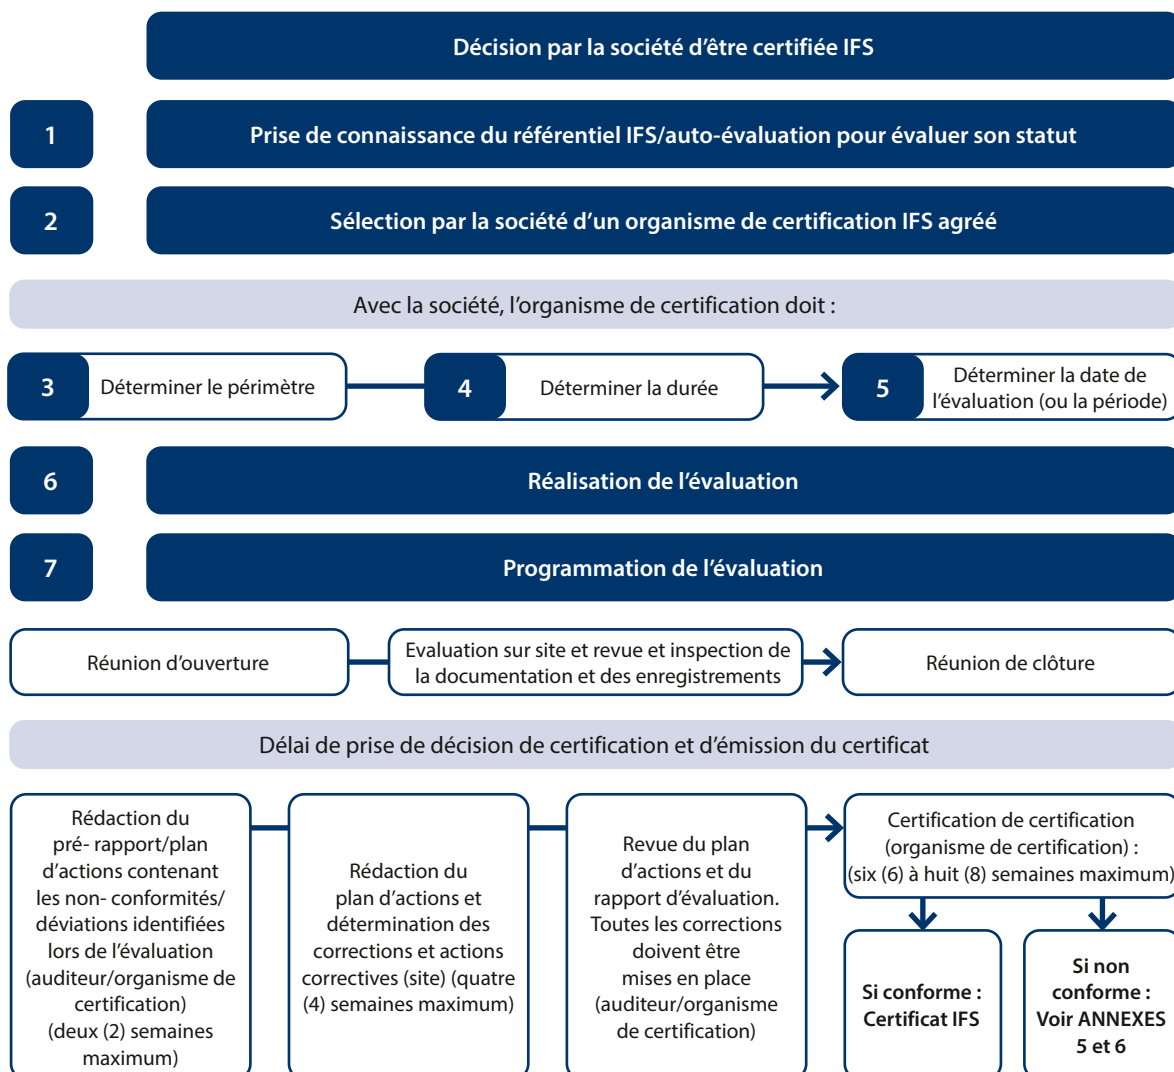 Décision par la société d'être certifiée IFS
1
Prise de connaissance du référentiel IFS/auto-évaluation pour évaluer son statut
2
Sélection par la société d'un organisme de certification IFS agréé
Avec la société, l'organisme de certification doit :
3
Déterminer le périmètre
4
Déterminer la durée
5
Déterminer la date de
l'évaluation (ou la période)
6
Réalisation de l'évaluation
7
Programmation de l'évaluation
Réunion d'ouverture
Evaluation sur site et revue et inspection de
la documentation et des enregistrements
Réunion de clôture
Délai de prise de décision de certification et d'émission du certificat
Rédaction du
pré- rapport/plan
d'actions contenant
les non- conformités/
déviations identifiées
lors de l'évaluation
(auditeur/organisme de
certification)
(deux (2) semaines
maximum)
Rédaction du
plan d'actions et
détermination des
corrections et actions
correctives (site) (quatre
(4) semaines maximum)
Revue du plan
d'actions et du
rapport d'évaluation.
Toutes les corrections
doivent être
mises en place
(auditeur/organisme
de certification)
Certification de certification
(organisme de certification) :
(six (6) à huit (8) semaines maximum)
Si conforme :
Certificat IFS
Si non
conforme :
Voir ANNEXES
5 et 6